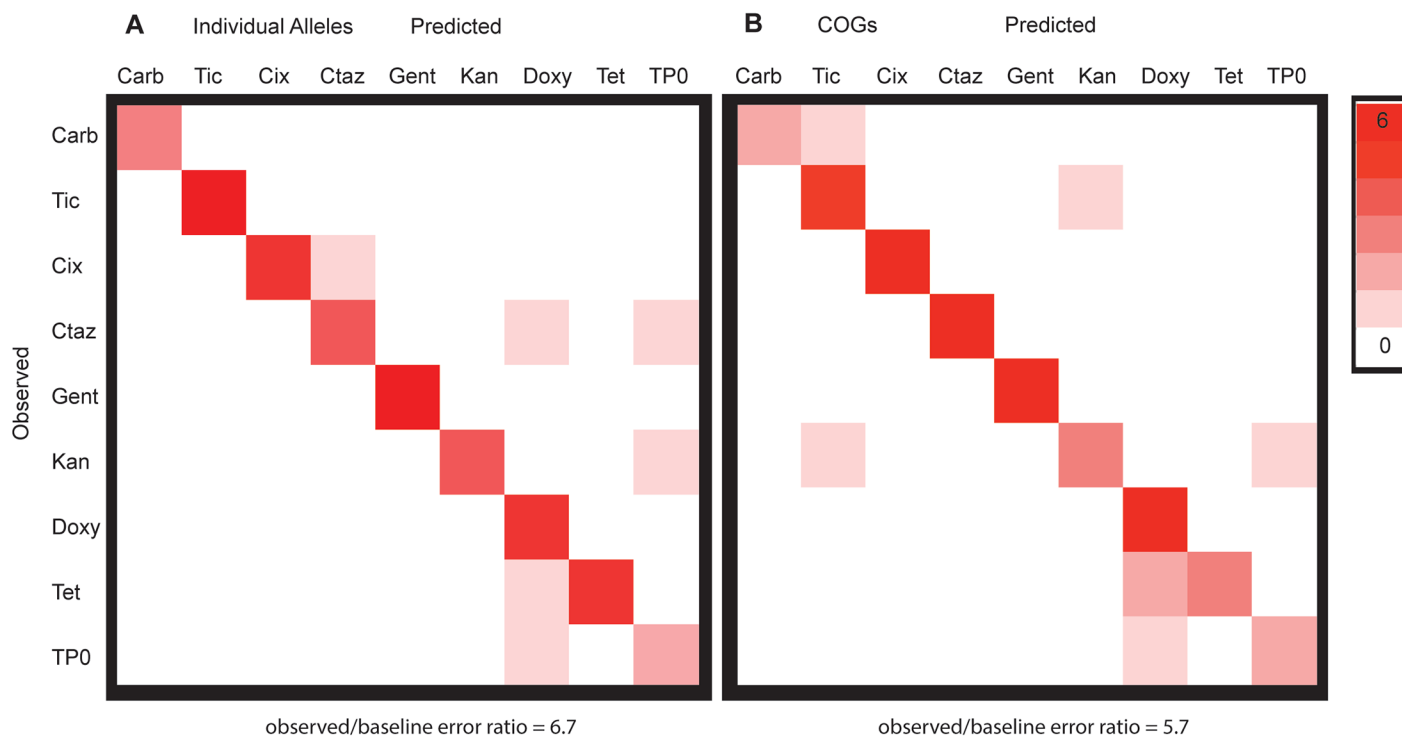 A Individual Alleles Predicted
Carb Tic Cix Ctaz Gent Kan Doxy Tet TP0
B COGs Predicted
Carb Tic Cix Ctaz Gent Kan Doxy Tet TP0
Observed
Carb
Tic
Cix
Ctaz
Gent
Kan
Doxy
Tet
TP0
6
0
observed/baseline error ratio = 6.7
observed/baseline error ratio = 5.7